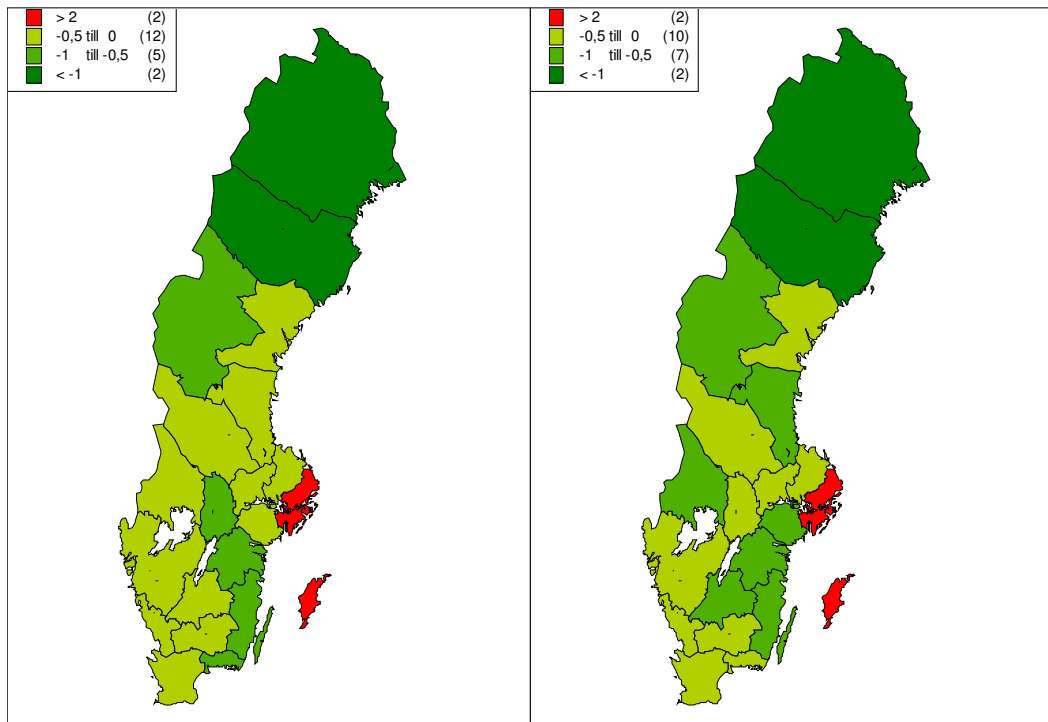 > 2 (2)
-0,5 till 0 (12)
-1 till -0,5 (5)
< -1 (2)
> 2 (2)
-0,5 till 0 (10)
-1 till -0,5 (7)
< -1 (2)